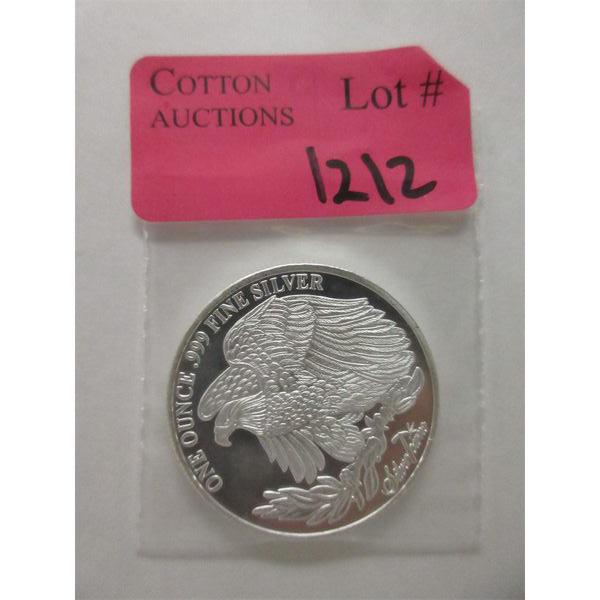 COTTON
AUCTIONS
Lot #
1212
ONE OUNCE .999 FINE SILVER